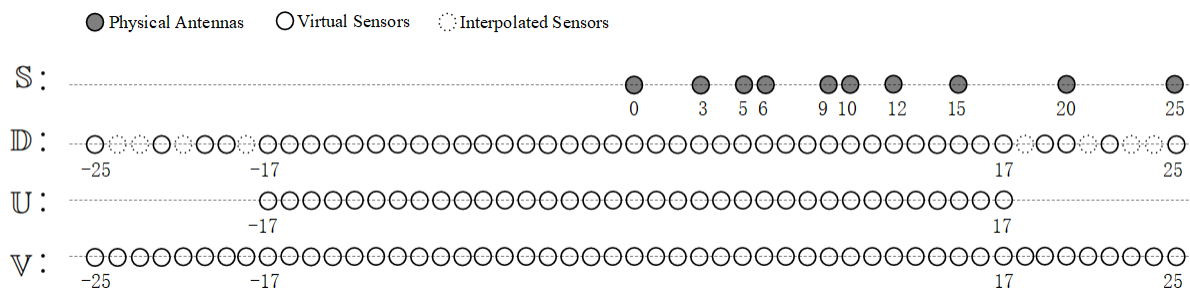 Physical Antennas Virtual Sensors Interpolated Sensors
𝕊:
0 3 5 6 9 10 12 15 20 25
𝔻:
-25 -17 17 25
𝕌:
-17 17
𝕍:
-25 -17 17 25